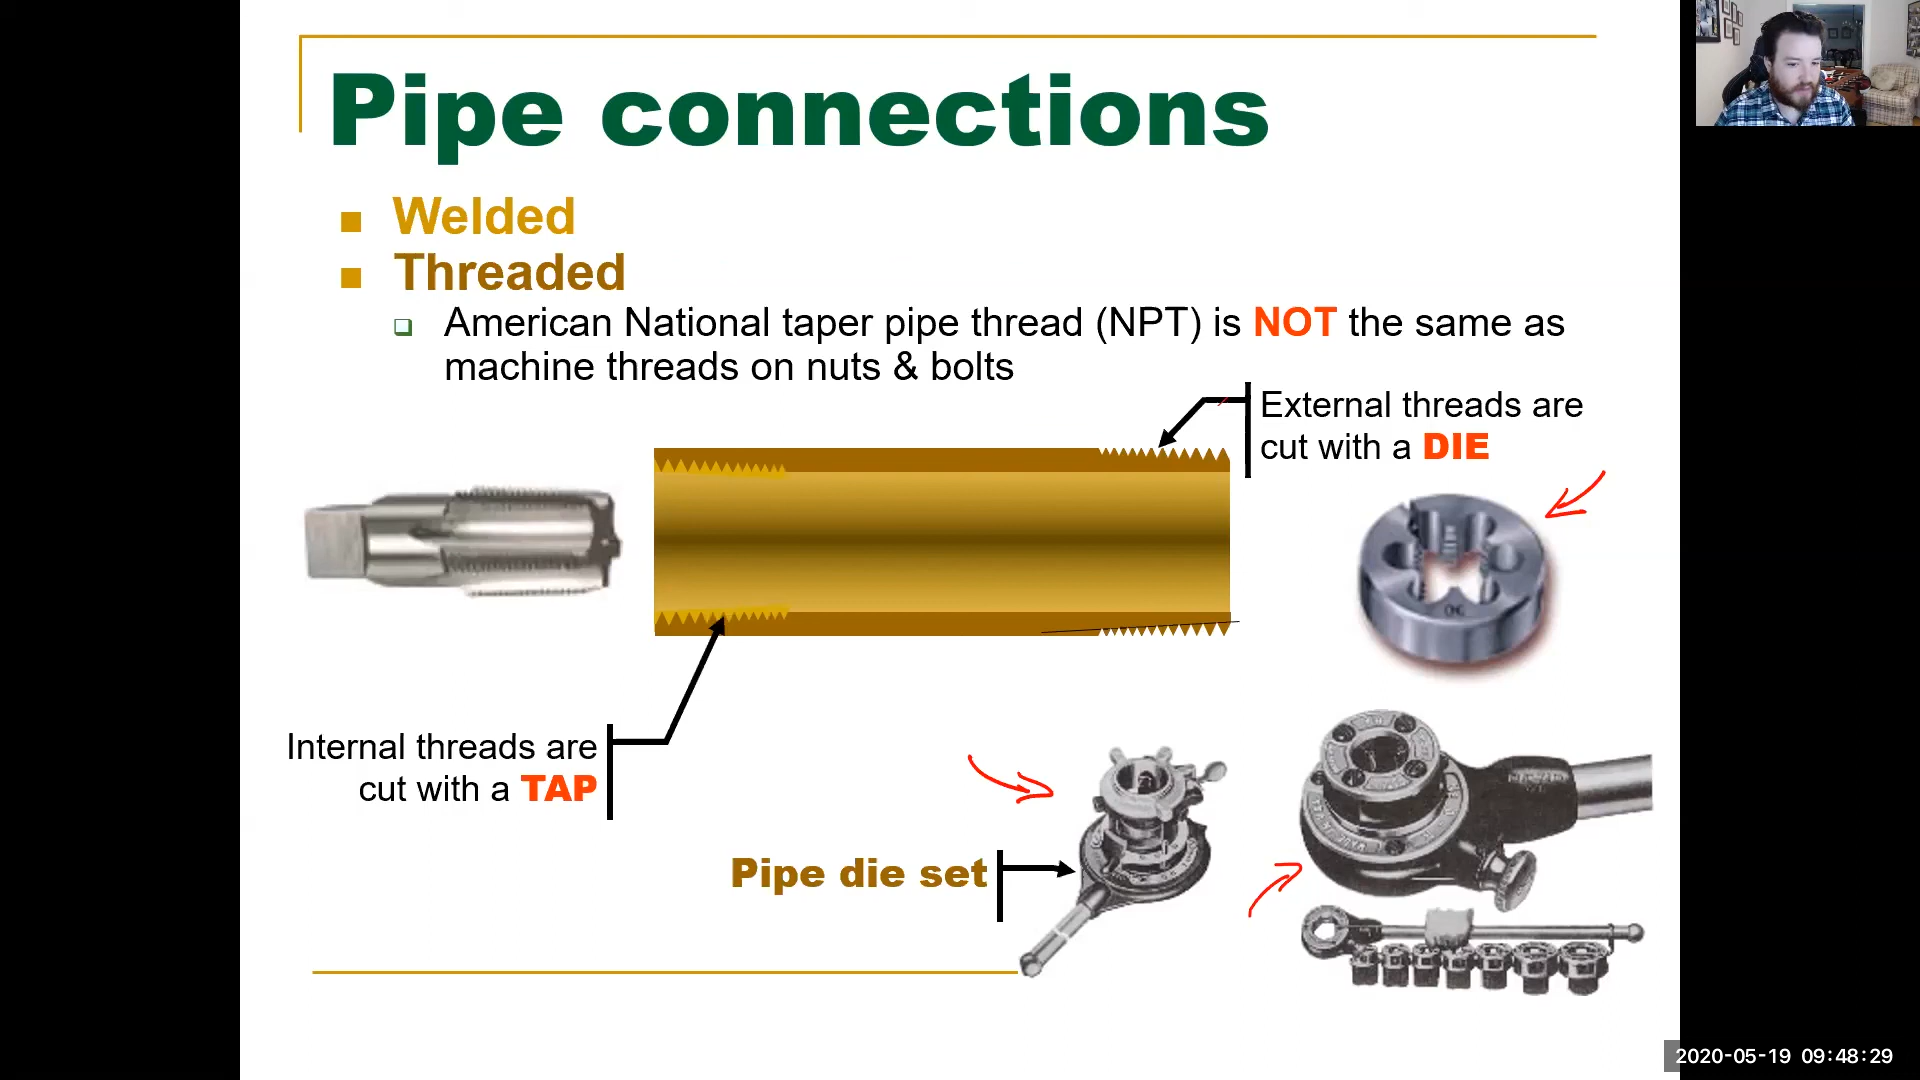 Pipe connections
Welded
Threaded
American National taper pipe thread (NPT) is NOT the same as
machine threads on nuts & bolts
External threads are
cut with a DIE
Internal threads are
cut with a TAP
Pipe die set
2020-05-19 09:48:29